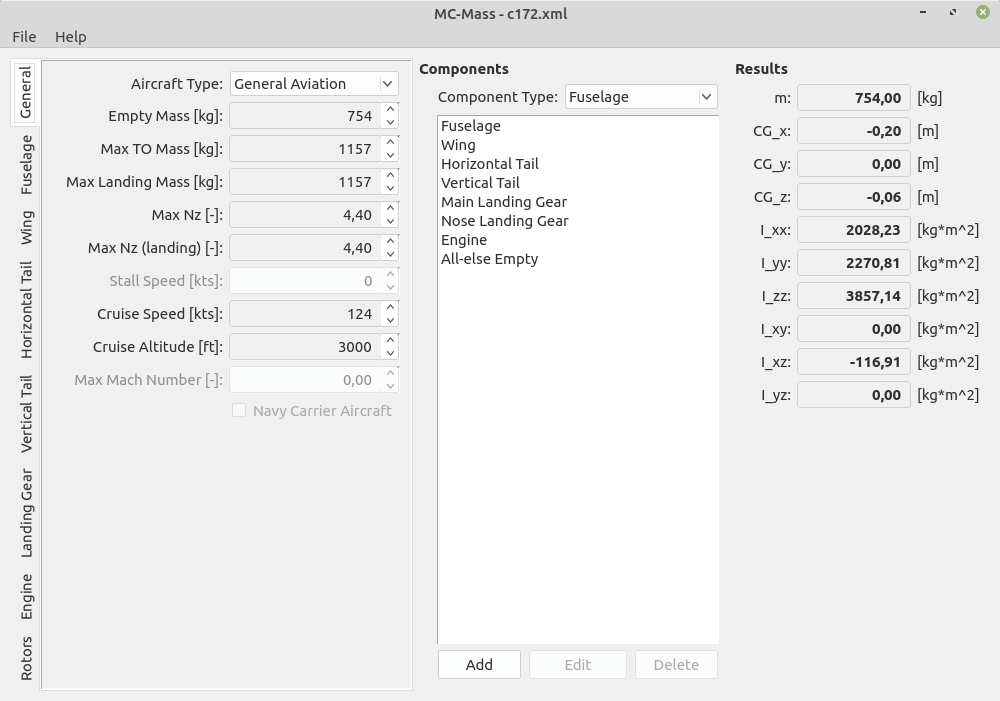 MC-Mass - c172.xml
File Help
General
Fuselage
Wing
Horizontal Tail
Vertical Tail
Landing Gear
Engine
Rotors
Aircraft Type: General Aviation
Empty Mass [kg]: 754
Max TO Mass [kg]: 1157
Max Landing Mass [kg]: 1157
Max Nz [-]: 4,40
Max Nz (landing) [-]: 4,40
Stall Speed [kts]: 0
Cruise Speed [kts]: 124
Cruise Altitude [ft]: 3000
Max Mach Number [-]: 0,00
Navy Carrier Aircraft
Components
Component Type: Fuselage
Fuselage
Wing
Horizontal Tail
Vertical Tail
Main Landing Gear
Nose Landing Gear
Engine
All-else Empty
Add Edit Delete
Results
m: 754,00 [kg]
CG_x: -0,20 [m]
CG_y: 0,00 [m]
CG_z: -0,06 [m]
I_xx: 2028,23 [kg*m^2]
I_yy: 2270,81 [kg*m^2]
I_zz: 3857,14 [kg*m^2]
I_xy: 0,00 [kg*m^2]
I_xz: -116,91 [kg*m^2]
I_yz: 0,00 [kg*m^2]